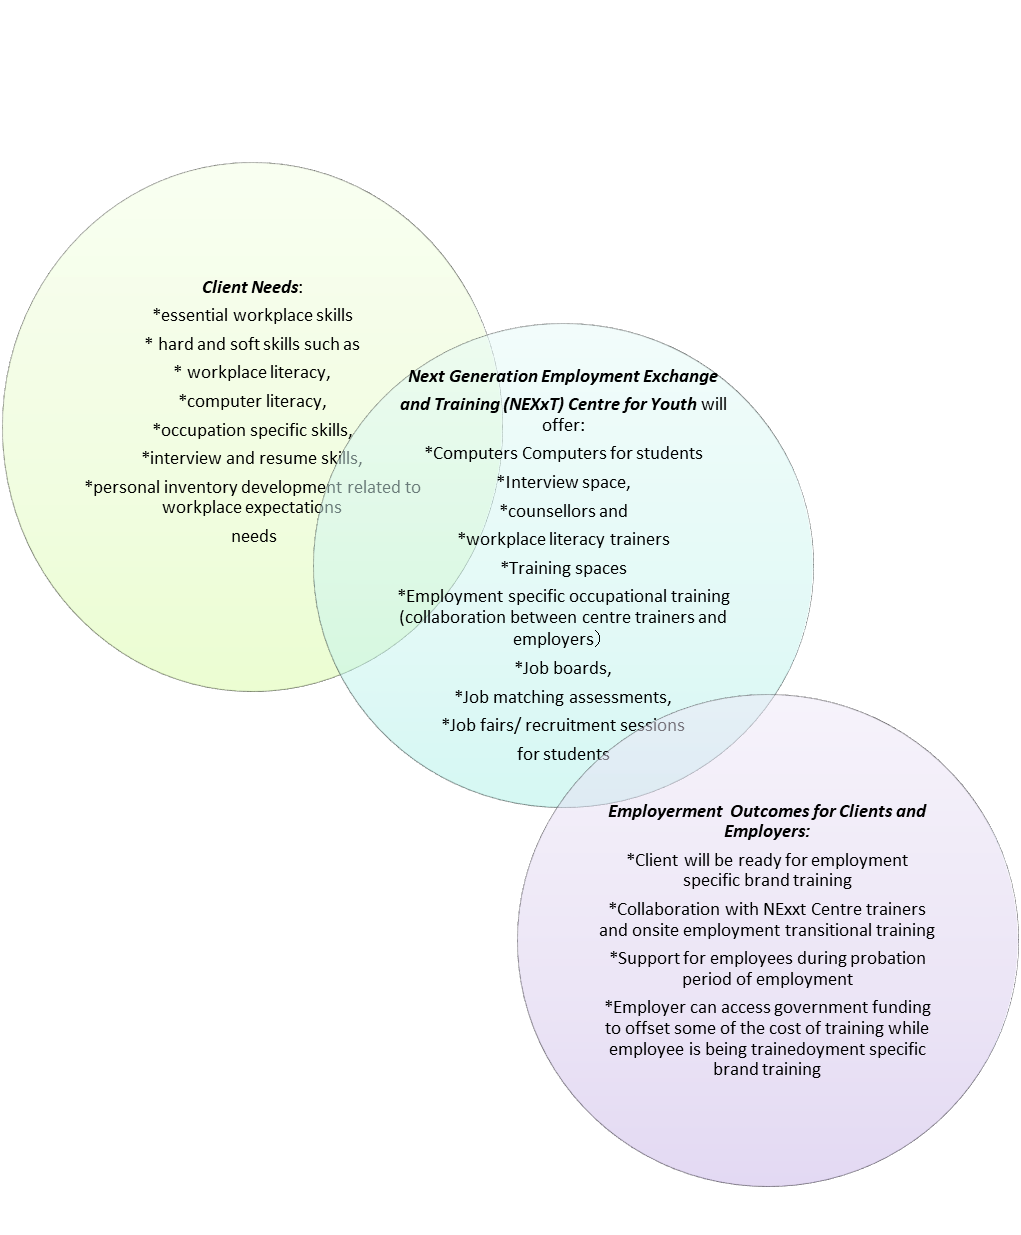 Client Needs:
*essential workplace skills
* hard and soft skills such as
* workplace literacy,
*computer literacy,
*occupation specific skills,
*interview and resume skills,
*personal inventory development related to
workplace expectations
needs
Next Generation Employment Exchange
and Training (NEXxT) Centre for Youth will
offer:
*Computers Computers for students
*Interview space,
*counsellors and
*workplace literacy trainers
*Training spaces
*Employment specific occupational training
(collaboration between centre trainers and
employers)
*Job boards,
*Job matching assessments,
*Job fairs/ recruitment sessions
for students
Employerment Outcomes for Clients and
Employers:
*Client will be ready for employment
specific brand training
*Collaboration with NExxt Centre trainers
and onsite employment transitional training
*Support for employees during probation
period of employment
*Employer can access government funding
to offset some of the cost of training while
employee is being trainedoyment specific
brand training